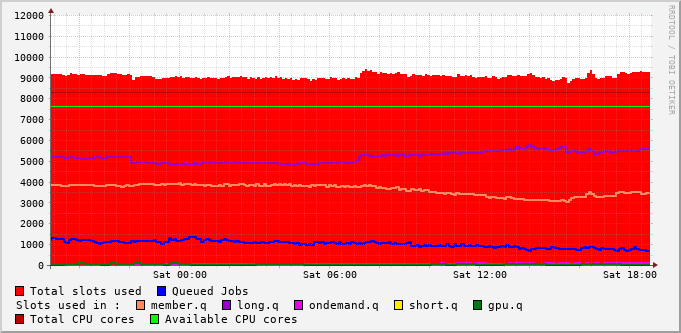 12000
11000
10000
9000
8000
7000
6000
5000
4000
3000
2000
1000
0
Sat 00:00 Sat 06:00 Sat 12:00 Sat 18:00
RRDTOOL / TOBI OETIKER
Total slots used Queued Jobs
Slots used in : member.q long.q ondemand.q short.q gpu.q
Total CPU cores Available CPU cores